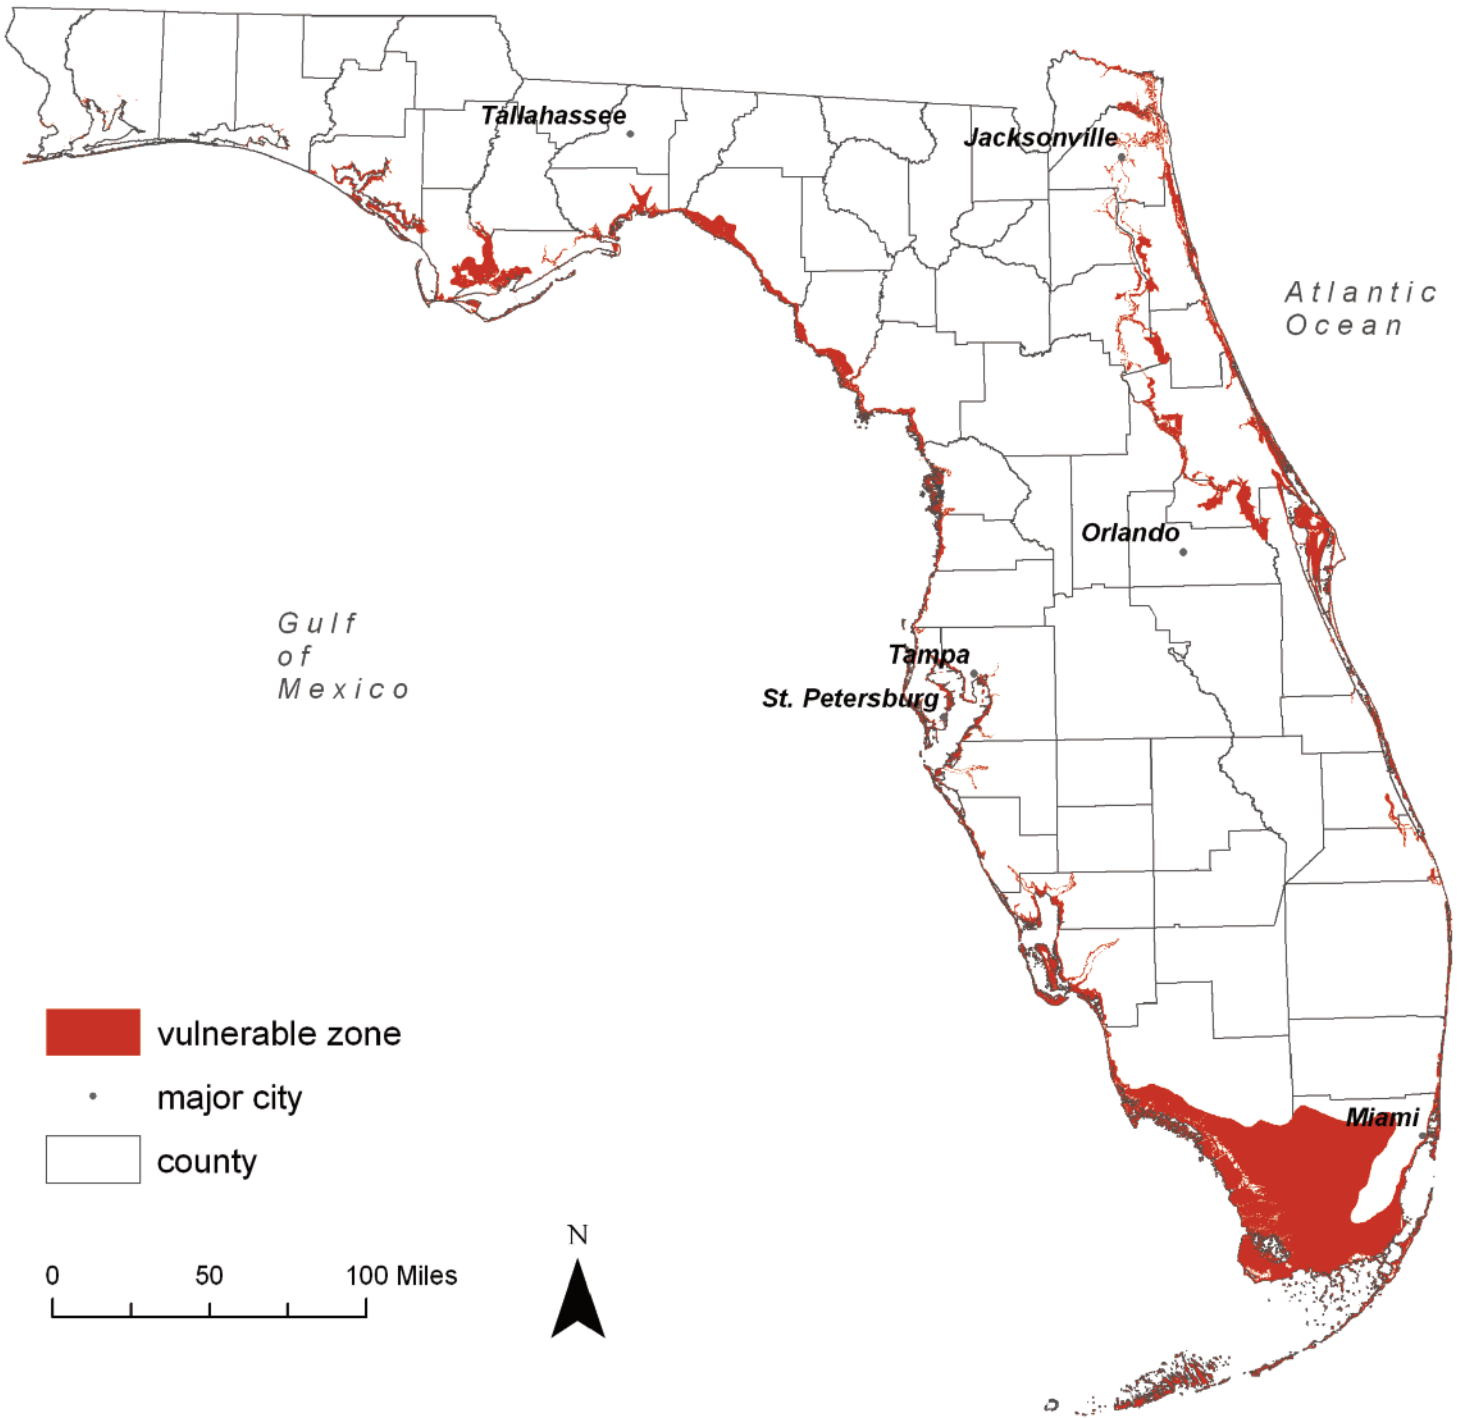 Tallahassee
Jacksonville
Atlantic
Ocean
Orlando
Gulf
of
Mexico
Tampa
St. Petersburg
vulnerable zone
major city
county
Miami
N
0 50 100 Miles